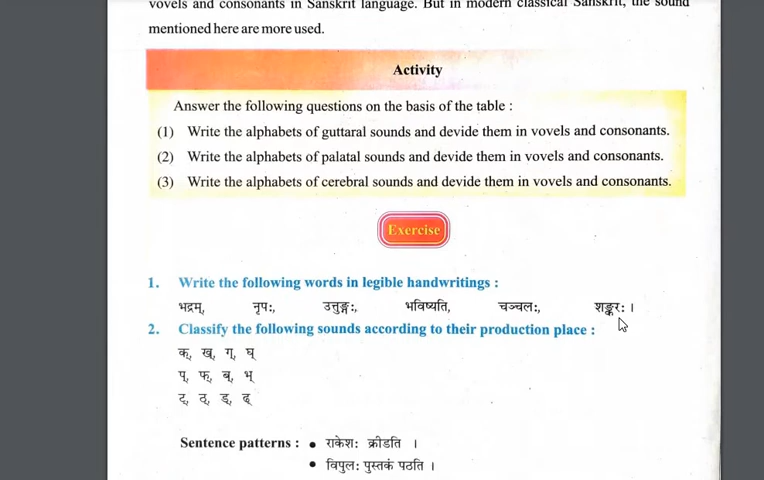 vovels and consonants in Sanskrit language. But in modern classical Sanskrit, the sound
mentioned here are more used.
Activity
Answer the following questions on the basis of the table :
(1) Write the alphabets of guttaral sounds and devide them in vovels and consonants.
(2) Write the alphabets of palatal sounds and devide them in vovels and consonants.
(3) Write the alphabets of cerebral sounds and devide them in vovels and consonants.
Exercise
1. Write the following words in legible handwritings :
भद्रम्, नृपः, उत्तुङ्गः, भविष्यति, चञ्चलः, शङ्करः ।
2. Classify the following sounds according to their production place :
क्, ख्, ग्, घ्
प्, फ्, ब्, भ्
ट्, ठ्, ड्, ढ्
Sentence patterns : • राकेशः क्रीडति ।
• विपुलः पुस्तकं पठति ।